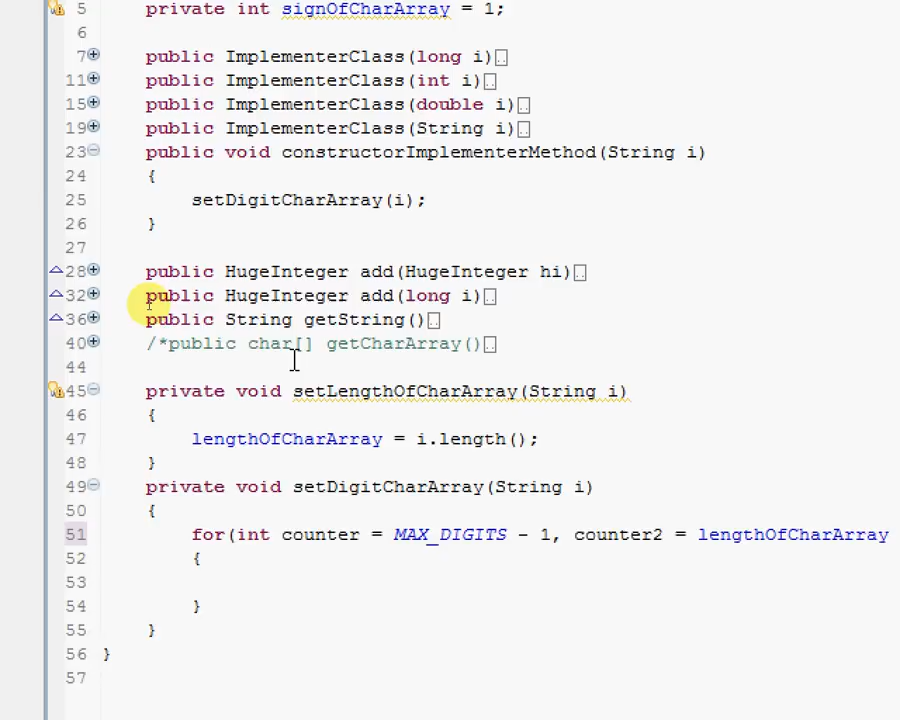 5 private int signOfCharArray = 1;
6
7 public ImplementerClass(long i)
11 public ImplementerClass(int i)
15 public ImplementerClass(double i)
19 public ImplementerClass(String i)
23 public void constructorImplementerMethod(String i)
24 {
25 setDigitCharArray(i);
26 }
27
28 public HugeInteger add(HugeInteger hi)
32 public HugeInteger add(long i)
36 public String getString()
40 /*public char[] getCharArray()
44
45 private void setLengthOfCharArray(String i)
46 {
47 lengthOfCharArray = i.length();
48 }
49 private void setDigitCharArray(String i)
50 {
51 for(int counter = MAX_DIGITS - 1, counter2 = lengthOfCharArray
52 {
53
54 }
55 }
56 }
57